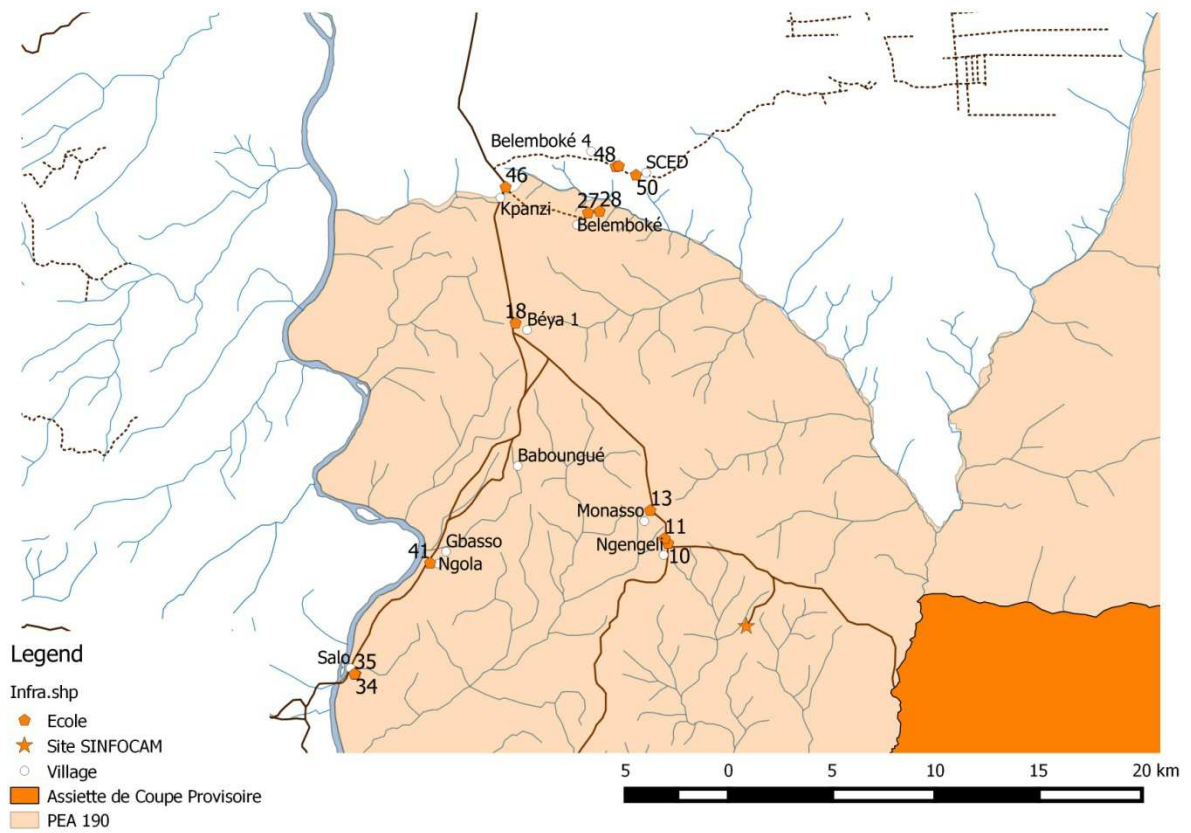 Belemboké 4
48
SCED
46
50
Kpanzi
2728
Belemboké
18
Béya 1
Baboungué
13
Monasso
11
Ngengeli
10
Gbasso
41
Ngola
Salo
35
34
Legend
Infra.shp
Ecole
Site SINFOCAM
Village
Assiette de Coupe Provisoire
PEA 190
5 0 5 10 15 20 km